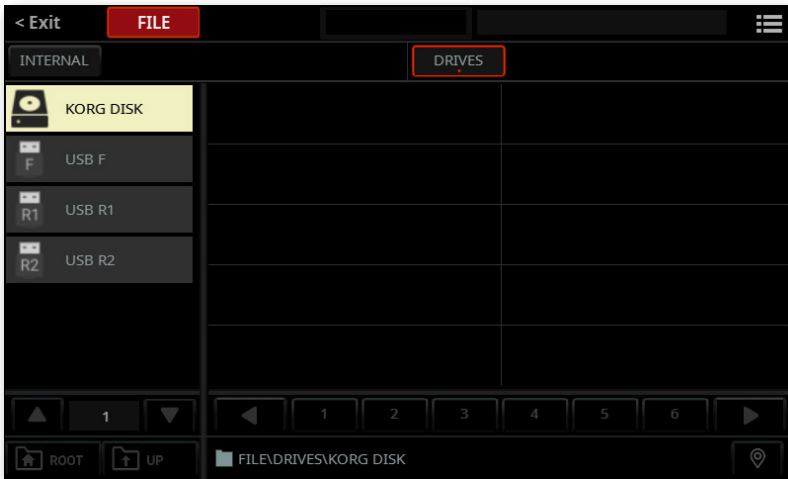 < Exit FILE
INTERNAL DRIVES
KORG DISK
F USB F
R1 USB R1
R2 USB R2
1 1 2 3 4 5 6
ROOT UP FILE\DRIVES\KORG DISK